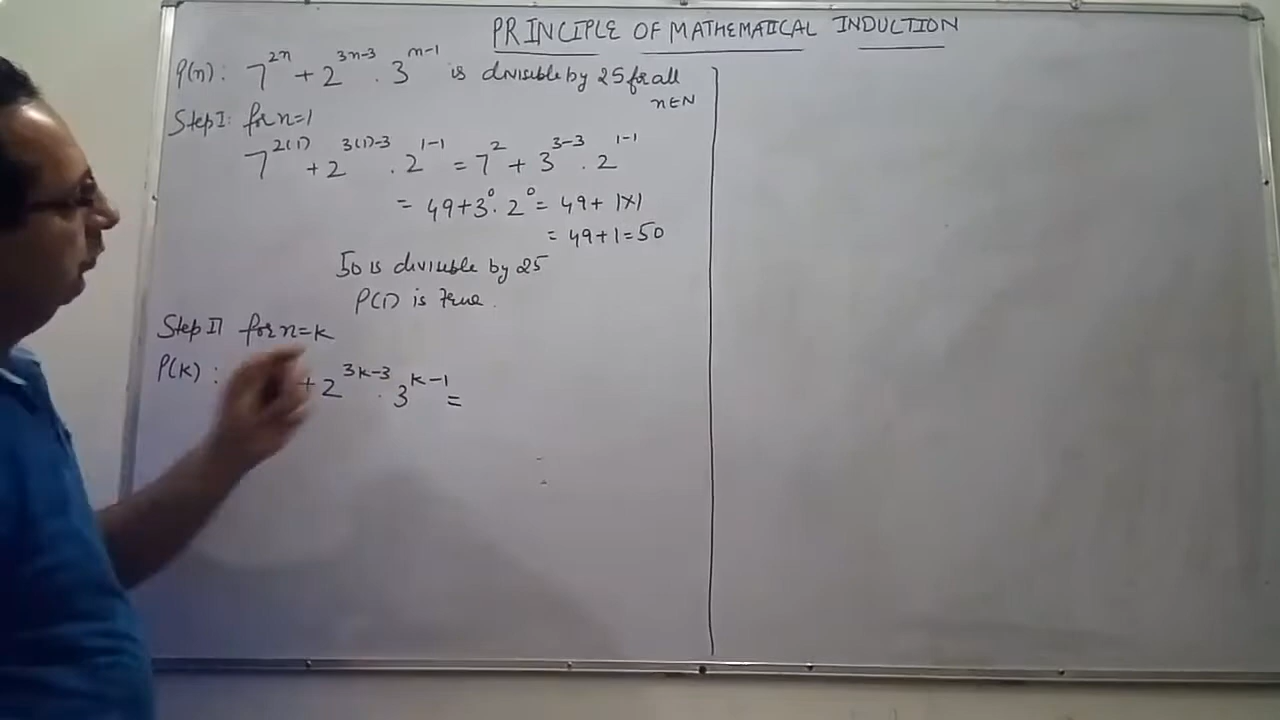 PRINCIPLE OF MATHEMATICAL INDUCTION
P(n): 7^{2n} + 2^{3n-3} . 3^{n-1} is divisible by 25 for all
n∈N
Step I: for n=1
7^{2(1)} + 2^{3(1)-3} . 2^{1-1} = 7^{2} + 3^{3-3} . 2^{1-1}
= 49+3^{0}. 2^{0} = 49+ 1×1
= 49+1=50
50 is divisible by 25
P(1) is true.
Step II for n=k
P(k): + 2^{3k-3} . 3^{k-1} =